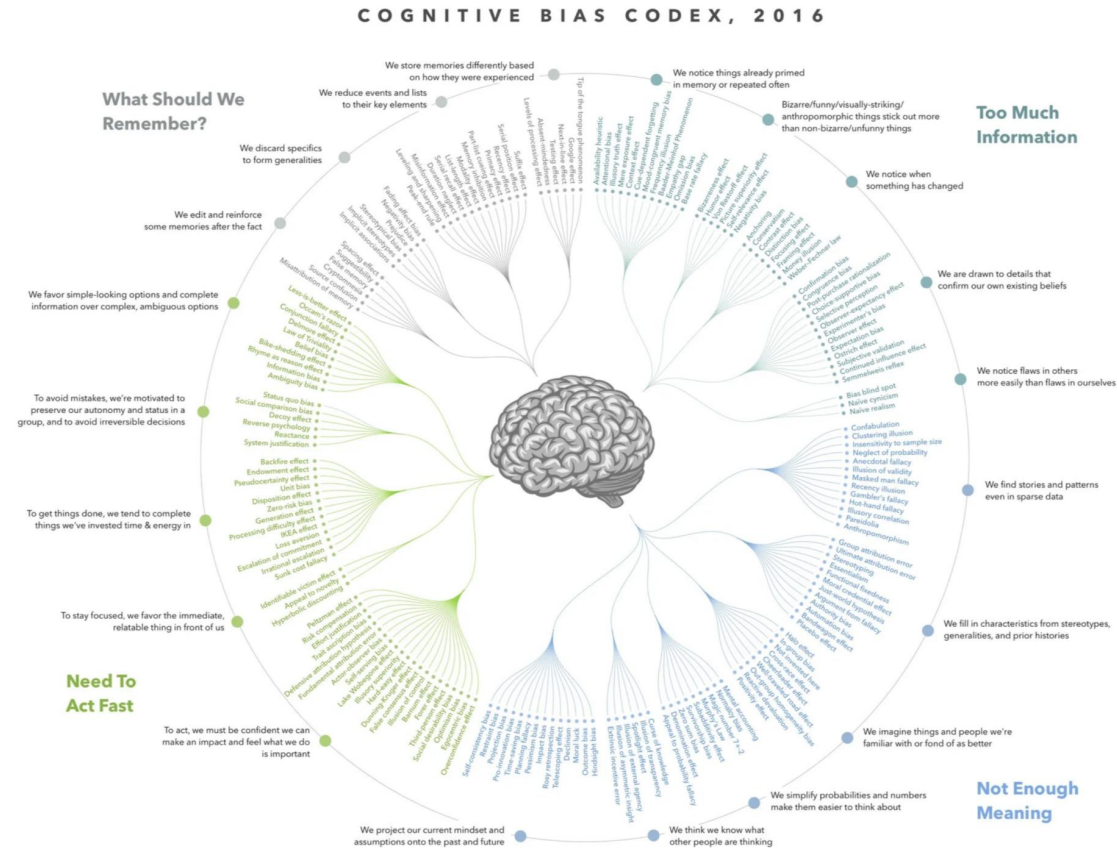 COGNITIVE BIAS CODEX, 2016
What Should We
Remember?
We store memories differently based
on how they were experienced
We reduce events and lists
to their key elements
We discard specifics
to form generalities
We edit and reinforce
some memories after the fact
Tip of the tongue phenomenon
Google effect
Next-in-line effect
Testing effect
Absent-mindedness
Levels of processing effect
Suffix effect
Serial position effect
Recency effect
Primacy effect
Part-list cueing effect
Memory inhibition
Modality effect
List-length effect
Serial recall effect
Duration neglect
Misinformation effect
Leveling and sharpening
Peak-end rule
Fading affect bias
Negativity bias
Prejudice
Stereotypical bias
Implicit stereotypes
Implicit associations
Spacing effect
Suggestibility
False memory
Cryptomnesia
Source confusion
Misattribution of memory
Too Much
Information
We notice things already primed
in memory or repeated often
Bizarre/funny/visually-striking/
anthropomorphic things stick out more
than non-bizarre/unfunny things
We notice when
something has changed
We are drawn to details that
confirm our own existing beliefs
We notice flaws in others
more easily than flaws in ourselves
Availability heuristic
Attentional bias
Illusory truth effect
Mere exposure effect
Context effect
Cue-dependent forgetting
Mood-congruent memory bias
Frequency illusion
Baader-Meinhof Phenomenon
Empathy gap
Omission bias
Base rate fallacy
Bizarreness effect
Humor effect
Von Restorff effect
Picture superiority effect
Self-relevance effect
Negativity bias
Anchoring
Conservatism
Contrast effect
Distinction bias
Focusing effect
Framing effect
Money illusion
Weber–Fechner law
Confirmation bias
Congruence bias
Post-purchase rationalization
Choice-supportive bias
Selective perception
Observer-expectancy effect
Experimenter's bias
Observer effect
Expectation bias
Ostrich effect
Subjective validation
Continued influence effect
Semmelweis reflex
Bias blind spot
Naïve cynicism
Naïve realism
We find stories and patterns
even in sparse data
We fill in characteristics from stereotypes,
generalities, and prior histories
We imagine things and people we're
familiar with or fond of as better
We simplify probabilities and numbers
make them easier to think about
We think we know what
other people are thinking
We project our current mindset and
assumptions onto the past and future
Not Enough
Meaning
Confabulation
Clustering illusion
Insensitivity to sample size
Neglect of probability
Anecdotal fallacy
Illusion of validity
Masked man fallacy
Recency illusion
Gambler's fallacy
Hot-hand fallacy
Illusory correlation
Pareidolia
Anthropomorphism
Group attribution error
Ultimate attribution error
Stereotyping
Essentialism
Functional fixedness
Moral credential effect
Just-world hypothesis
Argument from fallacy
Authority bias
Automation bias
Bandwagon effect
Placebo effect
Halo effect
In-group bias
Not invented here
Cross-race effect
Cheerleader effect
Well-traveled road effect
Out-group homogeneity bias
Reactive devaluation
Positivity effect
Mental accounting
Normalcy bias
Magic number 7+-2
Murphy's Law
Subadditivity effect
Survivorship bias
Zero sum bias
Denomination effect
Appeal to probability fallacy
Curse of knowledge
Illusion of transparency
Spotlight effect
Illusion of external agency
Illusion of asymmetric insight
Extrinsic incentive error
Hindsight bias
Outcome bias
Moral luck
Declinism
Telescoping effect
Rosy retrospection
Impact bias
Pessimism bias
Planning fallacy
Time-saving bias
Pro-innovation bias
Projection bias
Restraint bias
Self-consistency bias
We favor simple-looking options and complete
information over complex, ambiguous options
To avoid mistakes, we're motivated to
preserve our autonomy and status in a
group, and to avoid irreversible decisions
To get things done, we tend to complete
things we've invested time & energy in
To stay focused, we favor the immediate,
relatable thing in front of us
Need To
Act Fast
To act, we must be confident we can
make an impact and feel what we do
is important
Less-is-better effect
Occam's razor
Conjunction fallacy
Delmore effect
Law of Triviality
Belief bias
Bike-shedding effect
Rhyme as reason effect
Information bias
Ambiguity bias
Status quo bias
Social comparison bias
Decoy effect
Reverse psychology
Reactance
System justification
Backfire effect
Endowment effect
Pseudocertainty effect
Unit bias
Disposition effect
Zero-risk bias
Generation effect
Processing difficulty effect
IKEA effect
Loss aversion
Escalation of commitment
Irrational escalation
Sunk cost fallacy
Identifiable victim effect
Appeal to novelty
Hyperbolic discounting
Peltzman effect
Risk compensation
Effort justification
Trait ascription bias
Defensive attribution hypothesis
Fundamental attribution error
Actor-observer bias
Self-serving bias
Lake Wobegone effect
Illusory superiority
Hard-easy effect
Dunning-Kruger effect
False consensus effect
Illusion of control
Barnum effect
Forer effect
Third-person effect
Social desirability bias
Optimism bias
Egocentric bias
Overconfidence effect